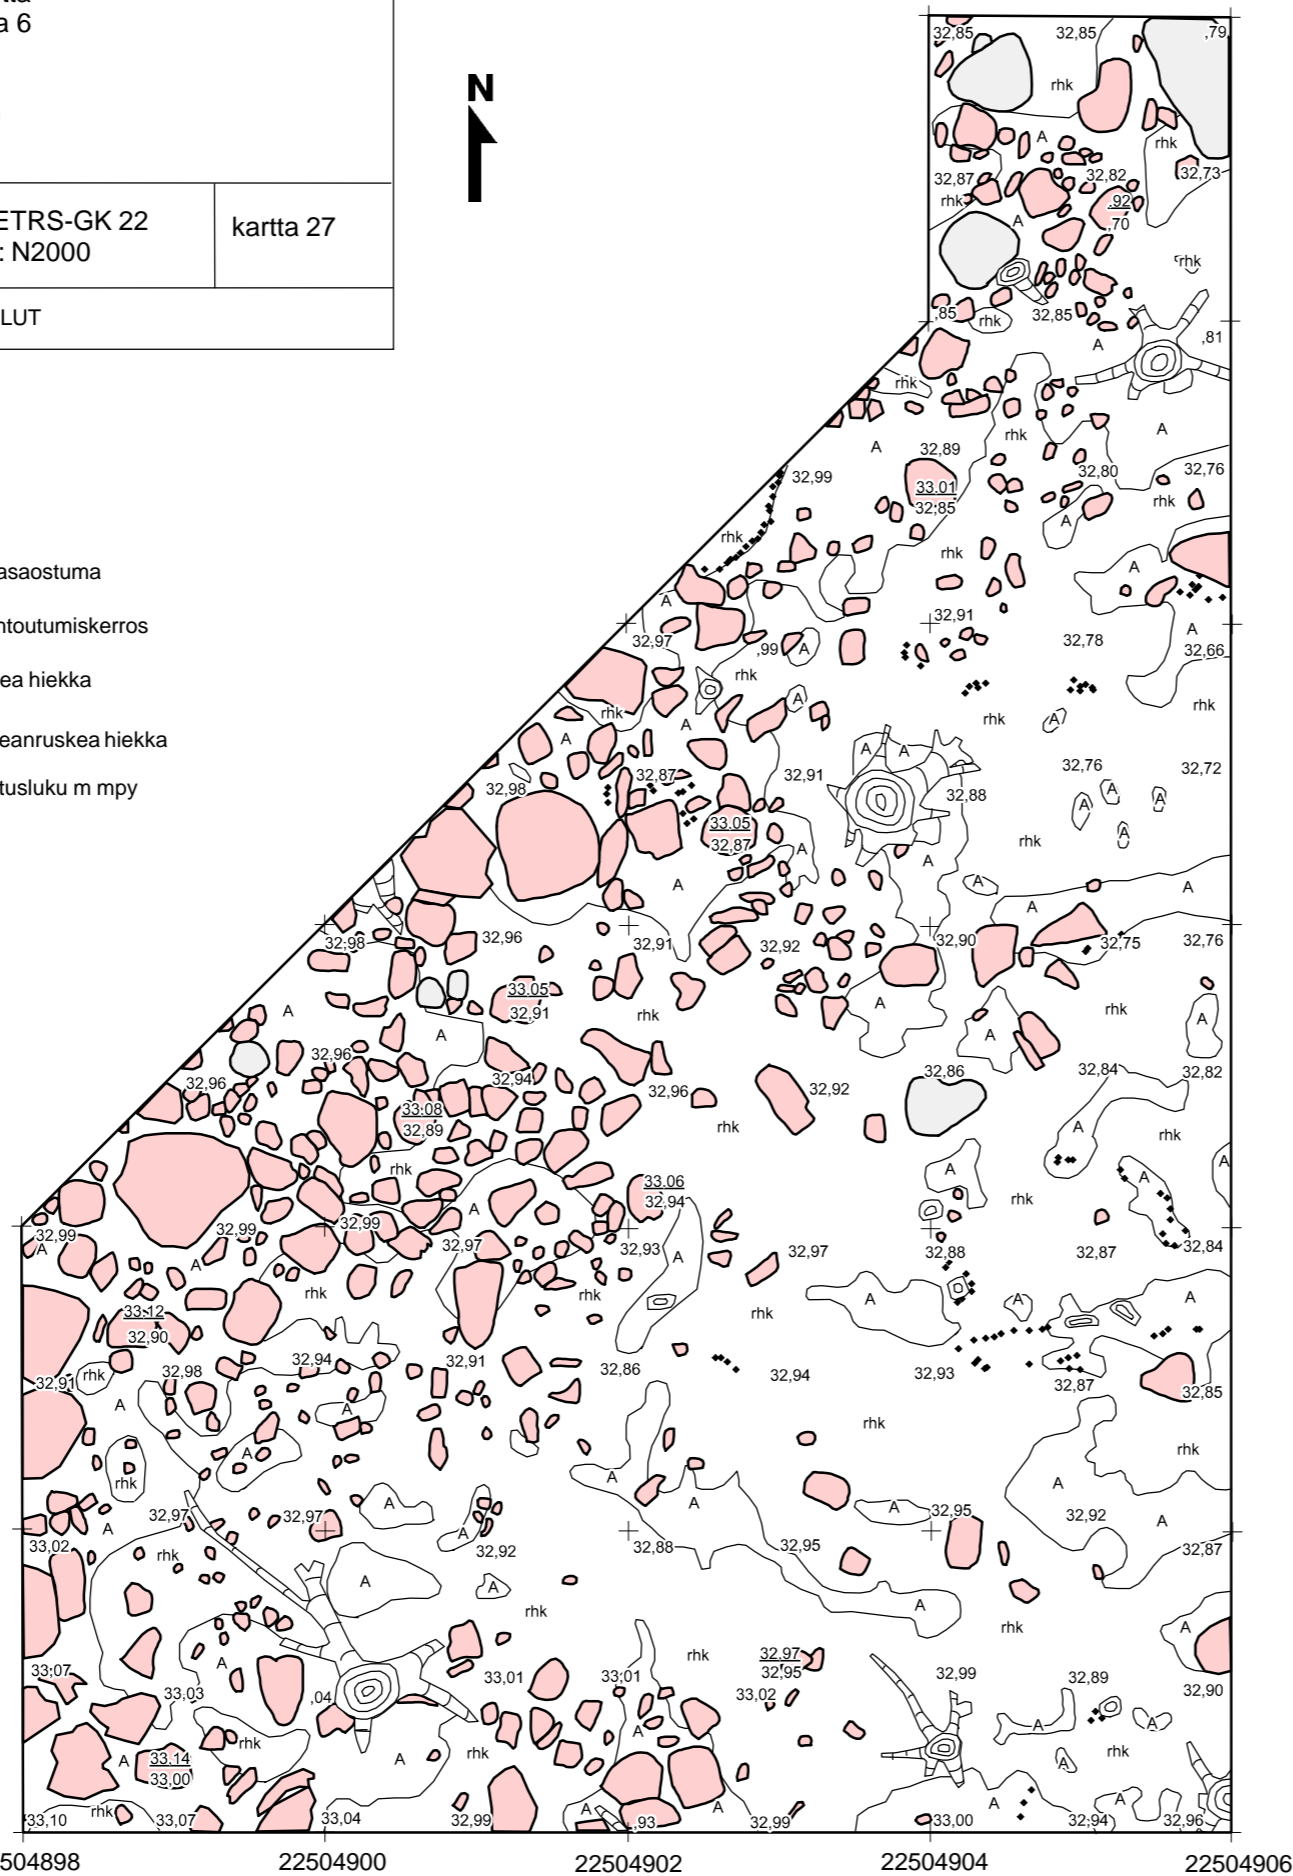 a 6
ETRS-GK 22
: N2000
kartta 27
LUT
N
asaostuma
ntoutumiskerros
ea hiekka
eanruskea hiekka
tusluku m mpy
32,85 32,85 ,79
rhk
A rhk
32,87 32,82 32,73
rhk ,92
A ,70
rhk
,85 rhk 32,85
A ,81
rhk
A
rhk
A 32,89
32,99 32,80 32,76
33.01 rhk
32,85
A
rhk rhk
A
A 32,91
32,97 ,99 A 32,78 A
32,66
rhk
A
rhk A rhk rhk
A A A A
32,98 32,87 32,91 32,76 32,72
32,88 A A
33.05 A
32,87 rhk
A A
A A A
A
32,98 32,96 32,91 32,92 32,90 32,75 32,76
33.05 A
A 32,91 rhk rhk
A A A
32,96
32,96 32,94 32,96 32,92 32,86 32,84 32,82
33.08
32,89 rhk A rhk
rhk A A A
33.06 rhk
32,94
32,99 32,99 32,99 A
A 32,97 32,93 A 32,97 32,88 32,87 32,84
A
rhk rhk rhk A A A
33.12
32,90
32,91 rhk 32,98 32,94 32,91 32,86 32,94 32,93 32,87 32,85
A A
rhk
A rhk
rhk A A
A A
32,97 32,97 A 32,95 32,92 A
A
33,02 32,92 32,88 32,95 32,87
rhk
A A
rhk A
rhk A
A rhk 32.97
32,95
33,07 33,03 ,04 33,01 33,01 33,02 32,99 32,89 32,90
A A A
rhk rhk rhk
33.14 A A A
33,00
A A A A A
33,10 rhk 33,07 33,04 32,99 ,93 32,99 33,00 32,94 32,96
504898 22504900 22504902 22504904 22504906